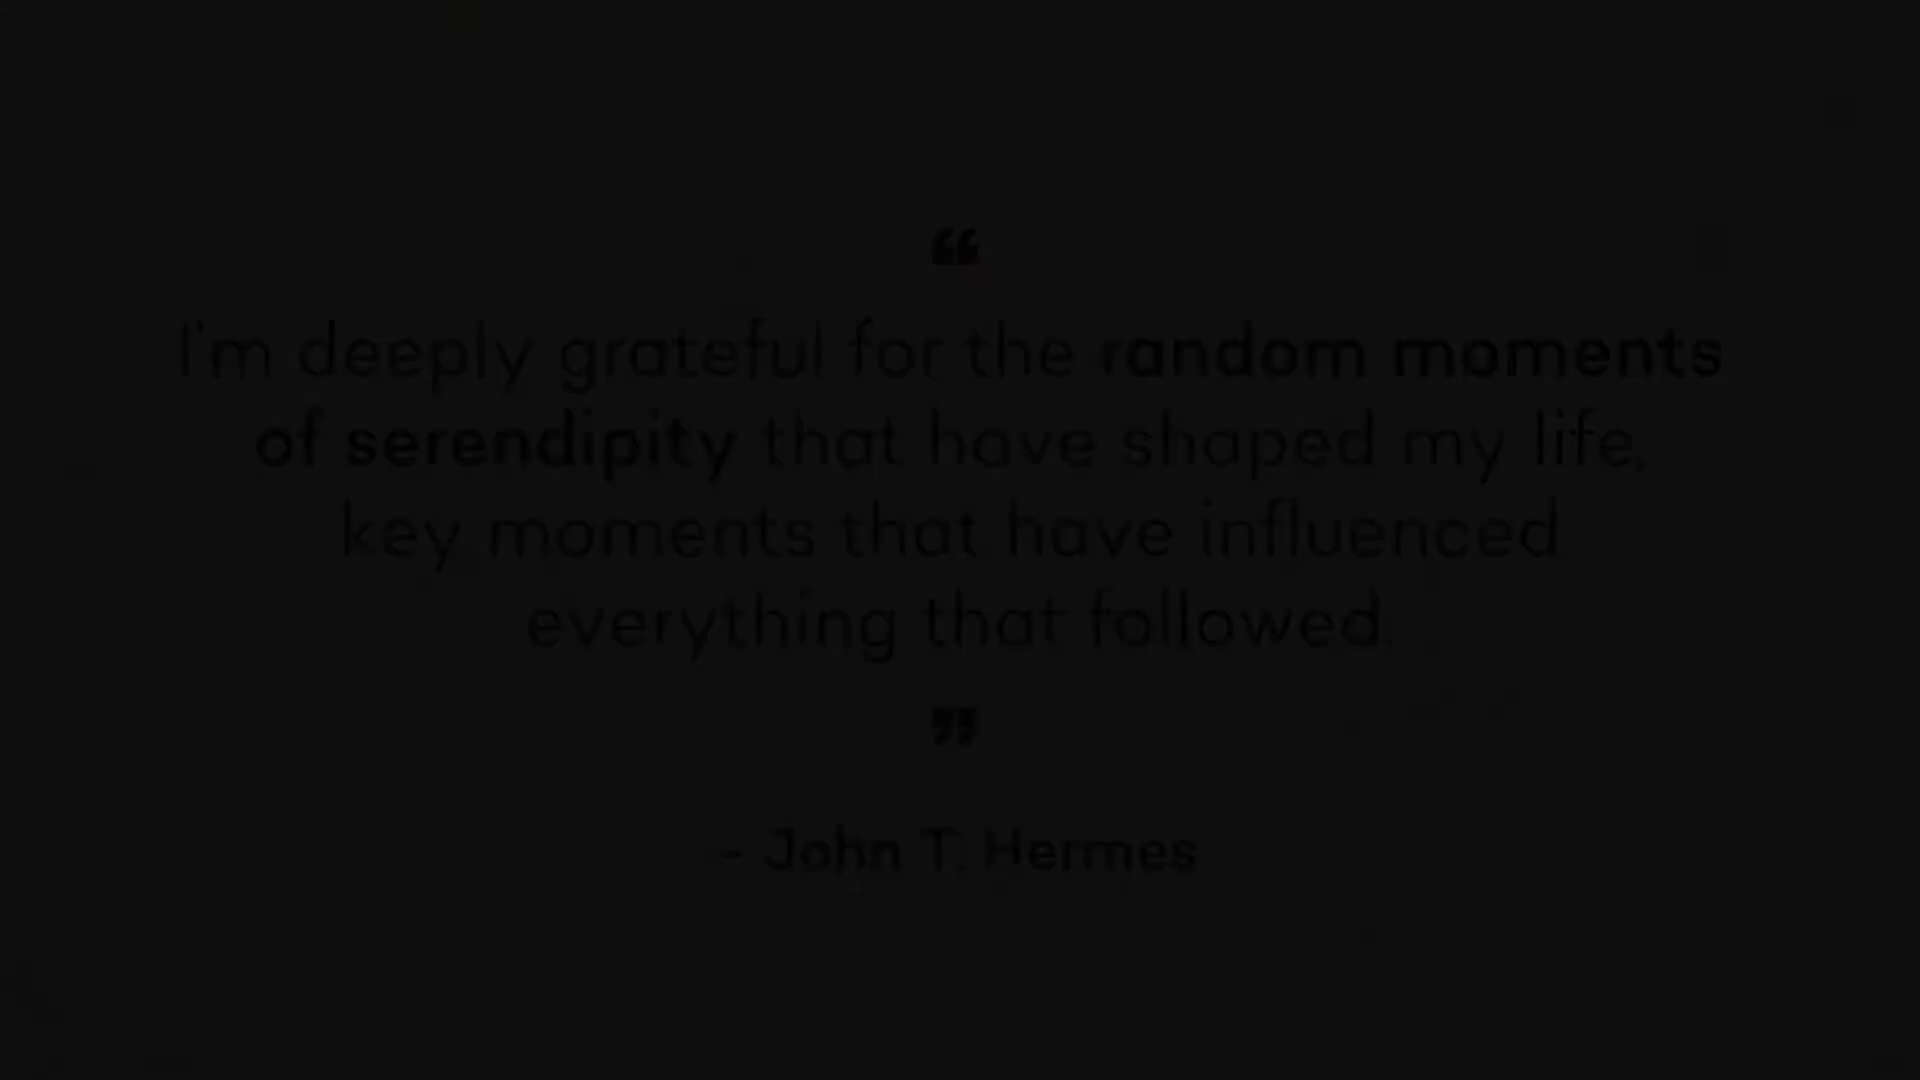 “
I'm deeply grateful for the random moments
of serendipity that have shaped my life,
key moments that have influenced
everything that followed.
”
- John T. Hermes